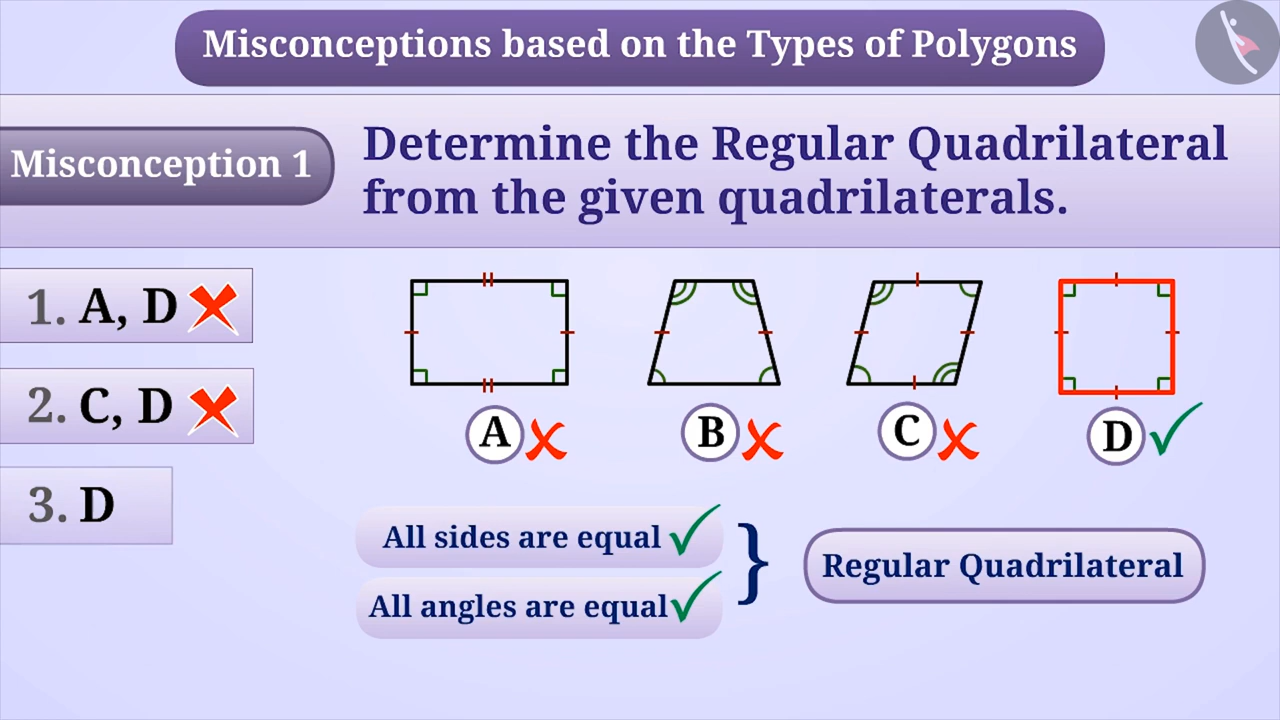 Misconceptions based on the Types of Polygons
Misconception 1
Determine the Regular Quadrilateral
from the given quadrilaterals.
1. A, D
2. C, D
3. D
A
B
C
D
All sides are equal
All angles are equal
Regular Quadrilateral